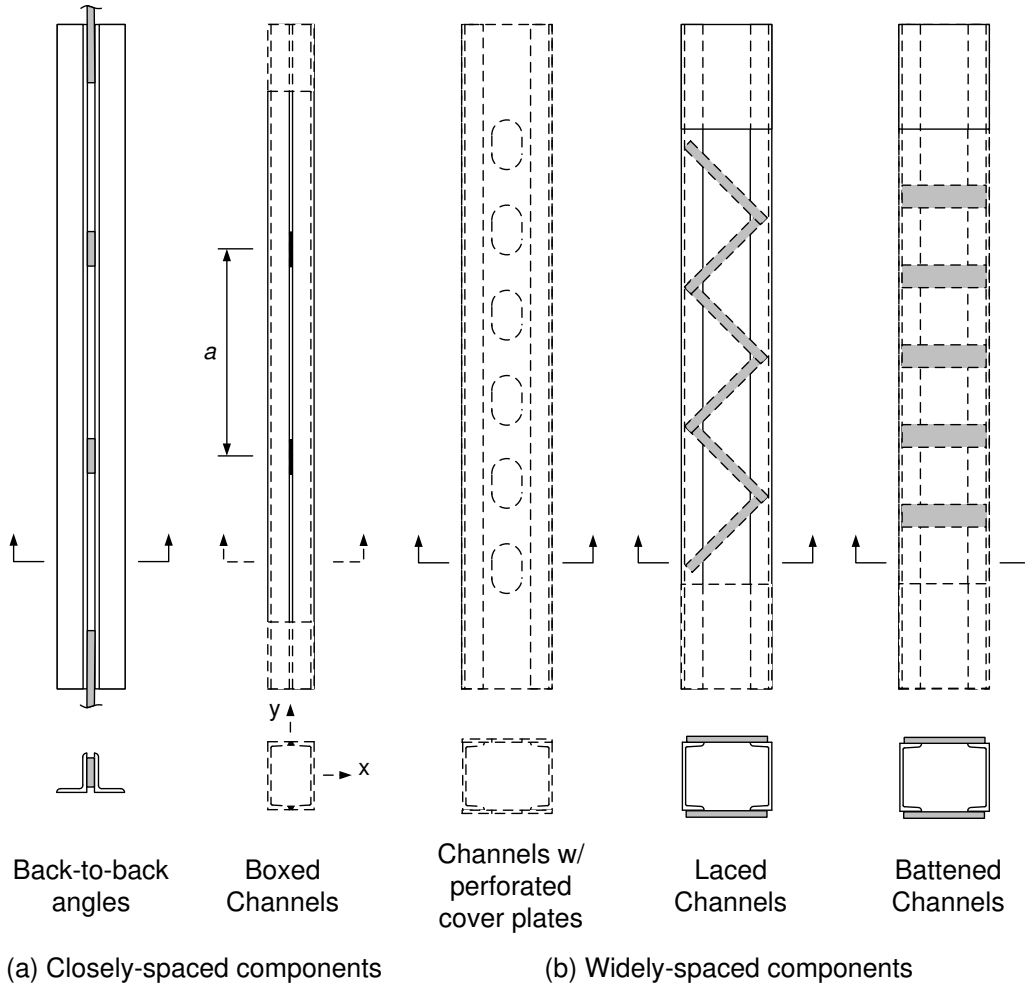 a
y
x
Back-to-back
angles
Boxed
Channels
Channels w/
perforated
cover plates
Laced
Channels
Battened
Channels
(a) Closely-spaced components
(b) Widely-spaced components